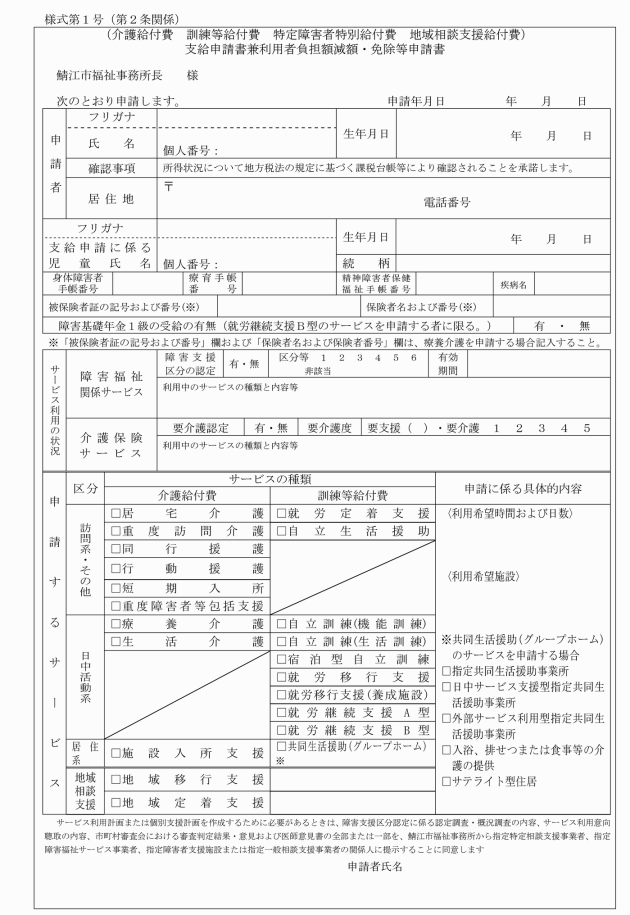 様式第１号（第２条関係）
（介護給付費　訓練等給付費　特定障害者特別給付費　地域相談支援給付費）
支給申請書兼利用者負担額減額・免除等申請書
鯖江市福祉事務所長　　様
次のとおり申請します。　申請年月日　年　月　日
申請者
フリガナ
氏　名
個人番号：
生年月日
年　月　日
確認事項
所得状況について地方税法の規定に基づく課税台帳等により確認されることを承諾します。
居住地
〒
電話番号
フリガナ
支給申請に係る
児童氏名
個人番号：
生年月日
年　月　日
続　柄
身体障害者
手帳番号
療育手帳
番　号
精神障害者保健
福祉手帳番号
疾病名
被保険者証の記号および番号(※)
保険者名および番号(※)
障害基礎年金１級の受給の有無（就労継続支援Ｂ型のサービスを申請する者に限る。）
有　・　無
※「被保険者証の記号および番号」欄および「保険者名および保険者番号」欄は、療養介護を申請する場合記入すること。
サービス利用の状況
障害福祉
関係サービス
障害支援
区分の認定
有・無
区分等　１　２　３　４　５　６
非該当
有効
期間
利用中のサービスの種類と内容等
介護保険
サービス
要介護認定
有・無
要介護度
要支援（　）・要介護　１　２　３　４　５
利用中のサービスの種類と内容等
申請するサービス
区分
サービスの種類
介護給付費
訓練等給付費
申請に係る具体的内容
訪問系・その他
□居宅介護
□就労定着支援
□重度訪問介護
□自立生活援助
□同行援護
□行動援護
□短期入所
□重度障害者等包括支援
（利用希望時間および日数）
（利用希望施設）
日中活動系
□療養介護
□自立訓練(機能訓練)
□生活介護
□自立訓練(生活訓練)
□宿泊型自立訓練
□就労移行支援
□就労移行支援(養成施設)
□就労継続支援Ａ型
□就労継続支援Ｂ型
※共同生活援助(グループホーム)
のサービスを申請する場合
□指定共同生活援助事業所
□日中サービス支援型指定共同生
活援助事業所
□外部サービス利用型指定共同生
活援助事業所
□入浴、排せつまたは食事等の介
護の提供
□サテライト型住居
居住
系
□施設入所支援
□共同生活援助(グループホーム)
※
地域
相談
支援
□地域移行支援
□地域定着支援
サービス利用計画または個別支援計画を作成するために必要があるときは、障害支援区分認定に係る認定調査・概況調査の内容、サービス利用意向
聴取の内容、市町村審査会における審査判定結果・意見および医師意見書の全部または一部を、鯖江市福祉事務所から指定特定相談支援事業者、指定
障害福祉サービス事業者、指定障害者支援施設または指定一般相談支援事業者の関係人に提示することに同意します
申請者氏名